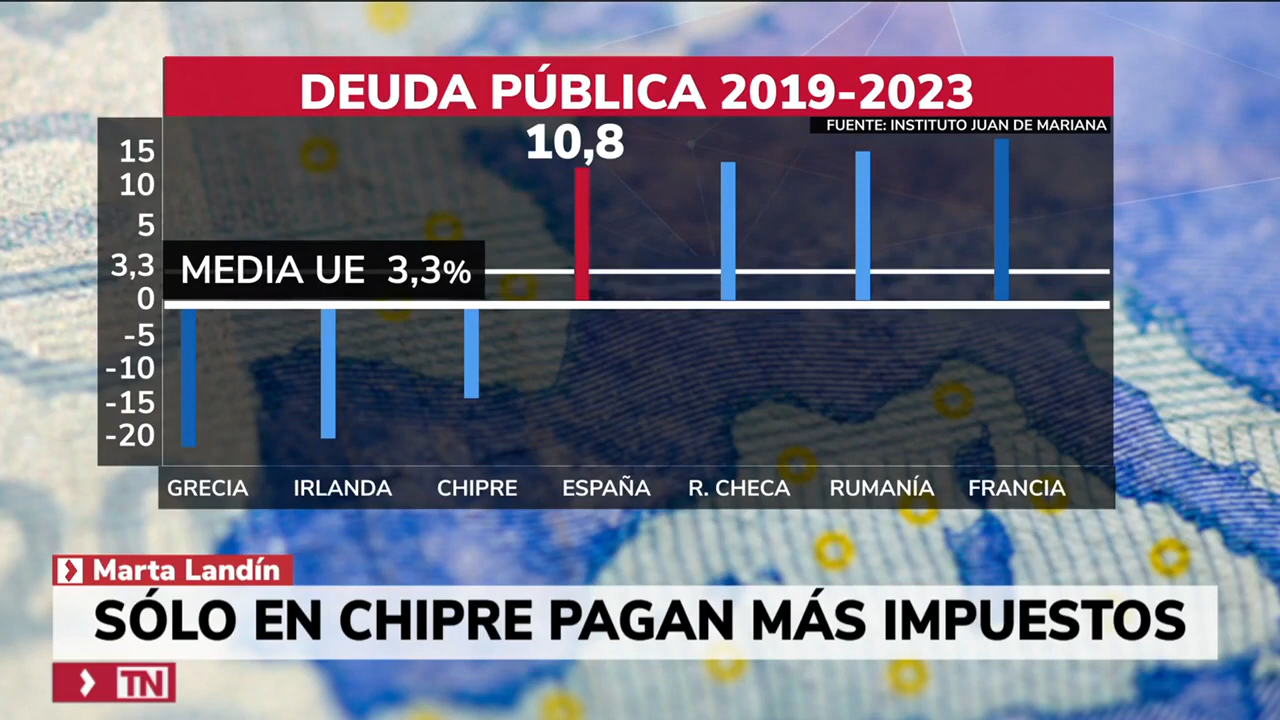 DEUDA PÚBLICA 2019-2023
FUENTE: INSTITUTO JUAN DE MARIANA
10,8
15
10
5
3,3
MEDIA UE 3,3%
0
-5
-10
-15
-20
GRECIA IRLANDA CHIPRE ESPAÑA R. CHECA RUMANÍA FRANCIA
Marta Landín
SÓLO EN CHIPRE PAGAN MÁS IMPUESTOS
TN